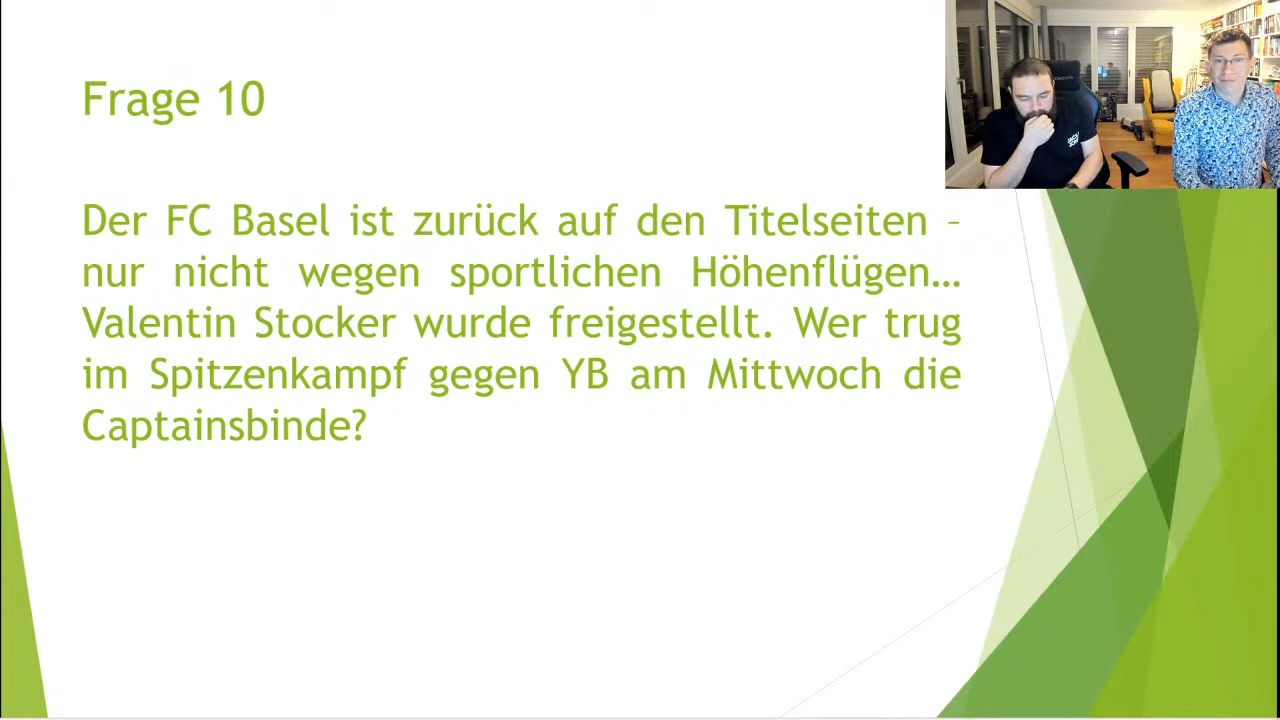 Frage 10
Der FC Basel ist zurück auf den Titelseiten –
nur nicht wegen sportlichen Höhenflügen…
Valentin Stocker wurde freigestellt. Wer trug
im Spitzenkampf gegen YB am Mittwoch die
Captainsbinde?